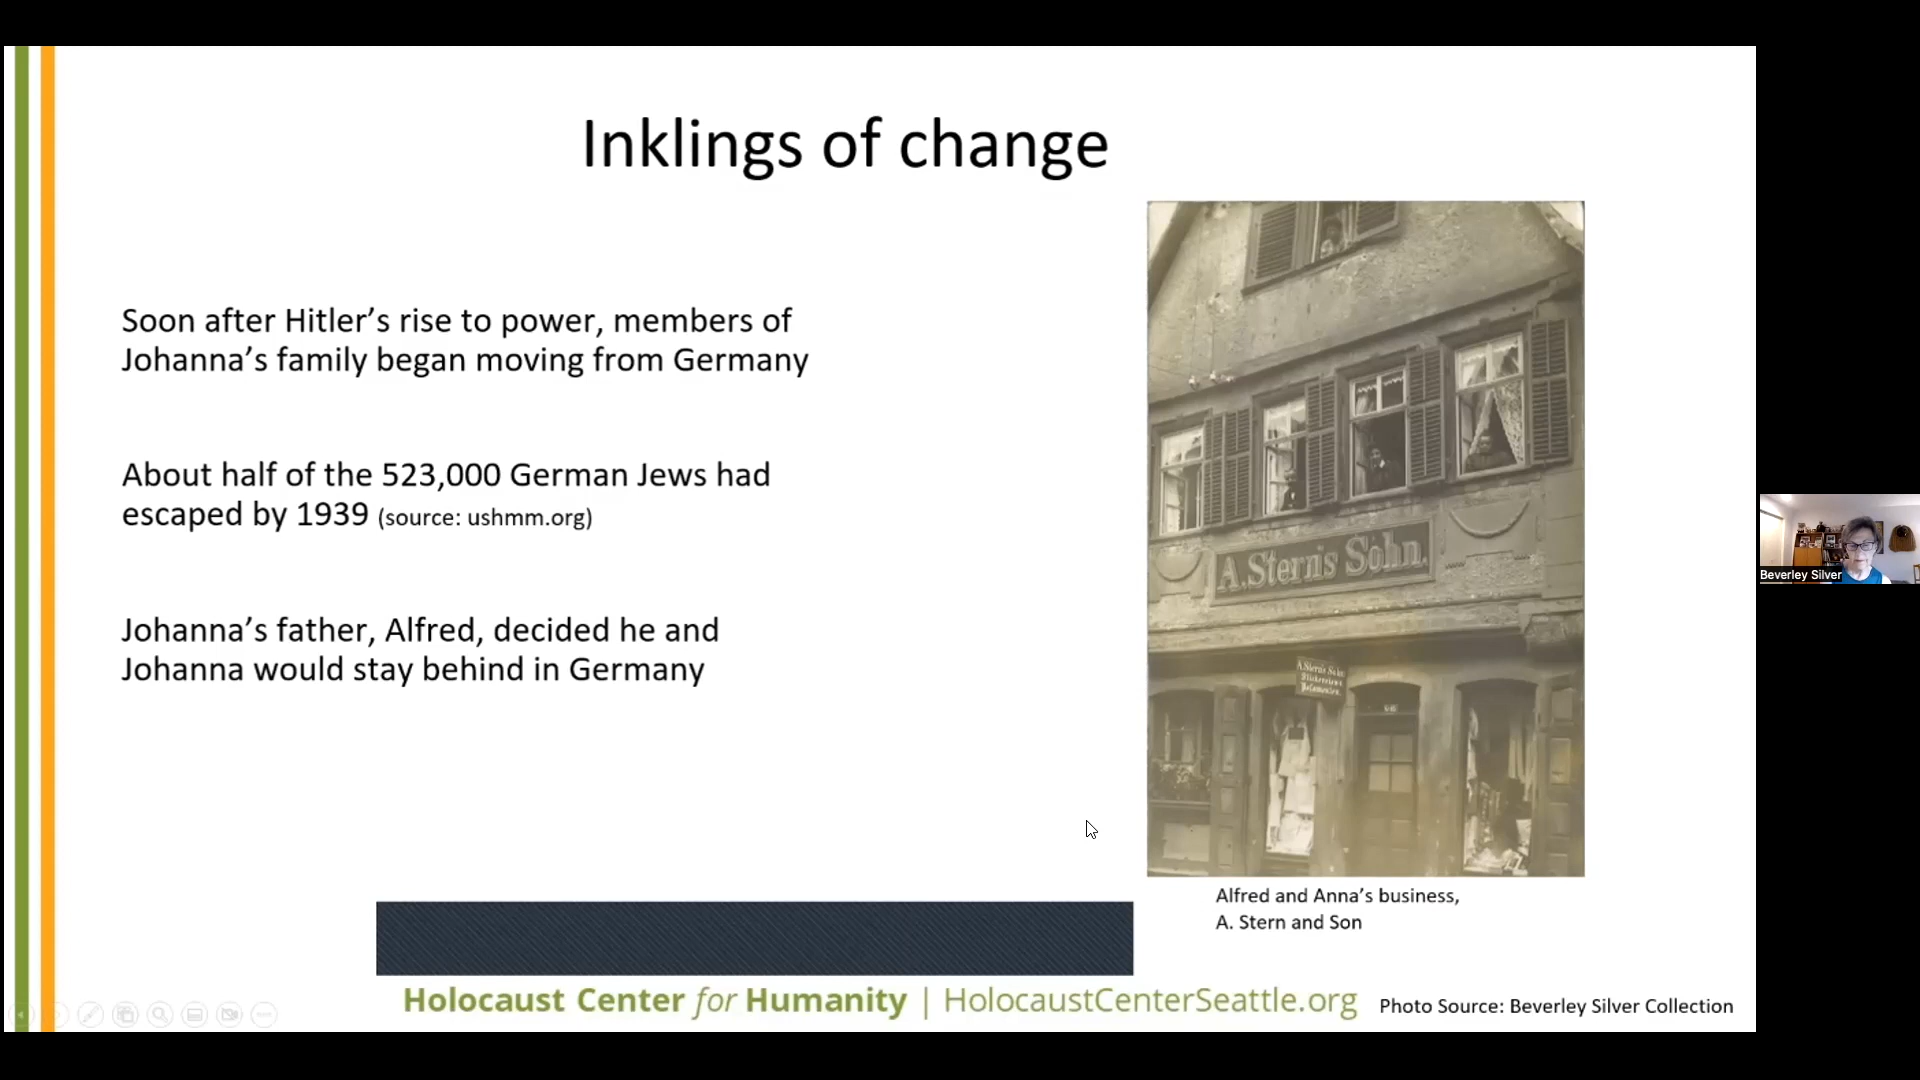 Inklings of change
Soon after Hitler’s rise to power, members of
Johanna’s family began moving from Germany
About half of the 523,000 German Jews had
escaped by 1939 (source: ushmm.org)
Johanna’s father, Alfred, decided he and
Johanna would stay behind in Germany
A.Stern's Sohn.
A.Stern's Sohn
Alfred and Anna’s business,
A. Stern and Son
Holocaust Center for Humanity | HolocaustCenterSeattle.org
Photo Source: Beverley Silver Collection
Beverley Silver